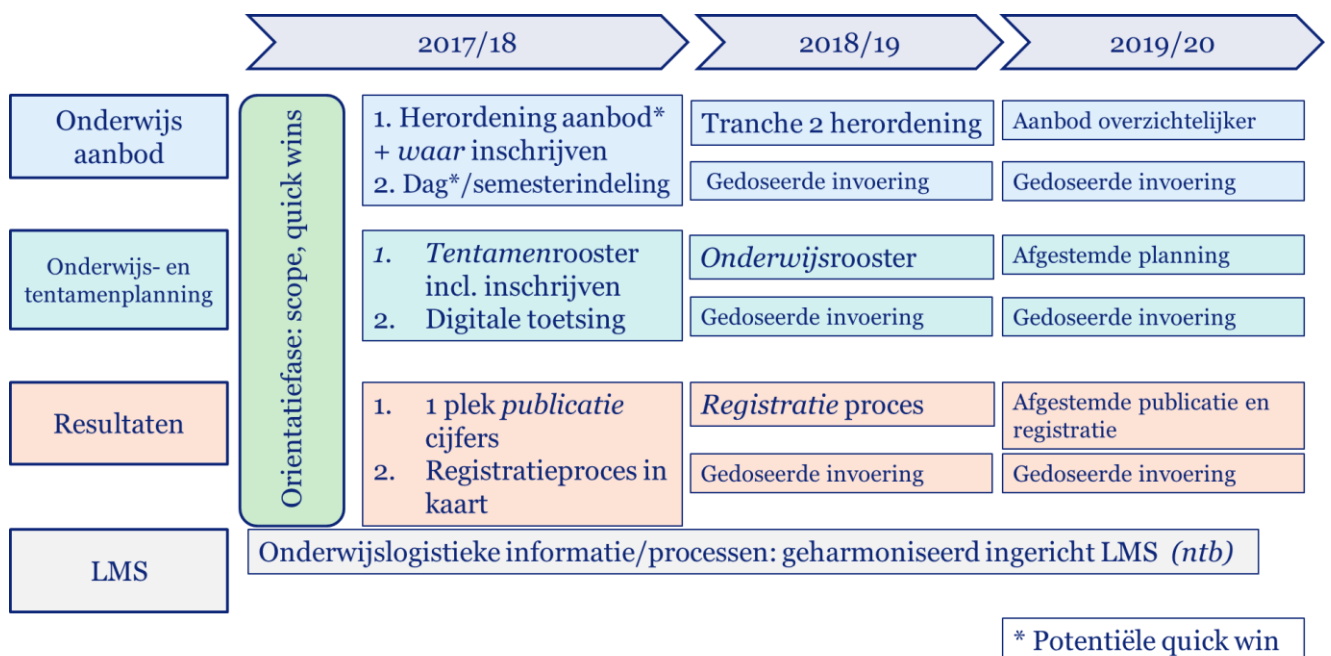 2017/18
2018/19
2019/20
Onderwijs
aanbod
Orientatiefase: scope, quick wins
1. Herordening aanbod*
+ waar inschrijven
2. Dag*/semesterindeling
Tranche 2 herordening
Gedoseerde invoering
Aanbod overzichtelijker
Gedoseerde invoering
Onderwijs- en
tentamenplanning
1. Tentamenrooster
incl. inschrijven
2. Digitale toetsing
Onderwijsrooster
Gedoseerde invoering
Afgestemde planning
Gedoseerde invoering
Resultaten
1. 1 plek publicatie
cijfers
2. Registratieproces in
kaart
Registratie proces
Gedoseerde invoering
Afgestemde publicatie en
registratie
Gedoseerde invoering
LMS
Onderwijslogistieke informatie/processen: geharmoniseerd ingericht LMS (ntb)
* Potentiële quick win